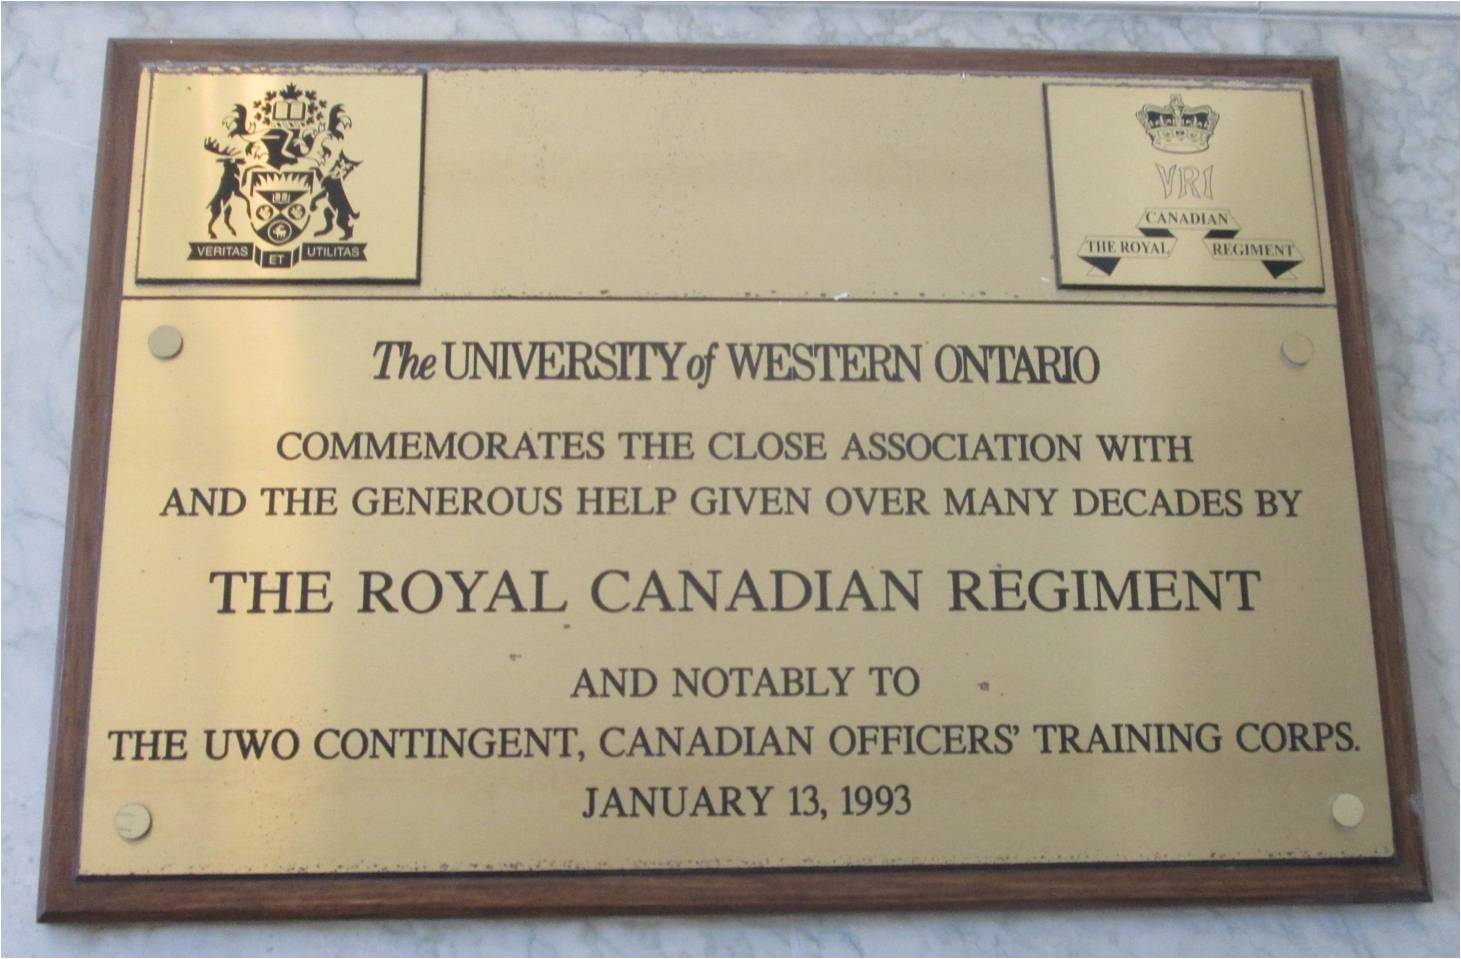 VERITAS ET UTILITAS
VRI
CANADIAN
THE ROYAL REGIMENT
The UNIVERSITY of WESTERN ONTARIO
COMMEMORATES THE CLOSE ASSOCIATION WITH
AND THE GENEROUS HELP GIVEN OVER MANY DECADES BY
THE ROYAL CANADIAN REGIMENT
AND NOTABLY TO
THE UWO CONTINGENT, CANADIAN OFFICERS' TRAINING CORPS.
JANUARY 13, 1993